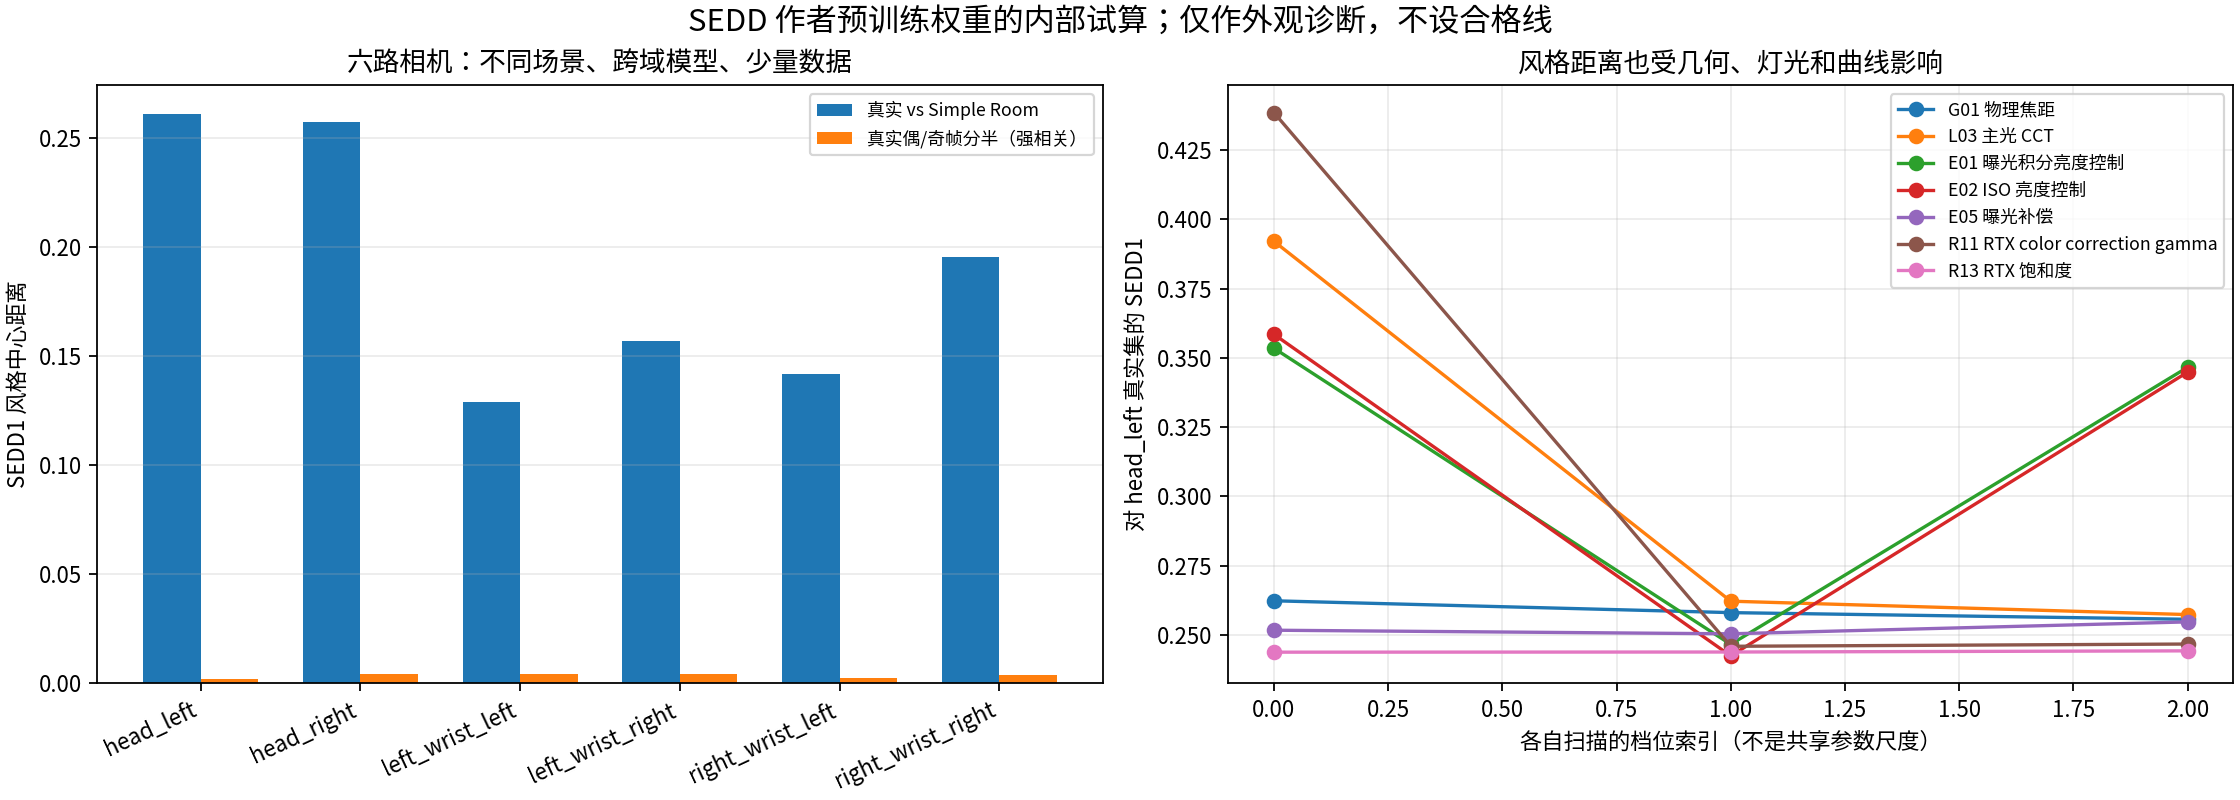 SEDD 作者预训练权重的内部试算；仅作外观诊断，不设合格线
六路相机：不同场景、跨域模型、少量数据
SEDD1 风格中心距离
0.25
0.20
0.15
0.10
0.05
0.00
真实 vs Simple Room
真实偶/奇帧分半（强相关）
head_left
head_right
left_wrist_left
left_wrist_right
right_wrist_left
right_wrist_right
风格距离也受几何、灯光和曲线影响
对 head_left 真实集的 SEDD1
0.425
0.400
0.375
0.350
0.325
0.300
0.275
0.250
G01 物理焦距
L03 主光 CCT
E01 曝光积分亮度控制
E02 ISO 亮度控制
E05 曝光补偿
R11 RTX color correction gamma
R13 RTX 饱和度
0.00 0.25 0.50 0.75 1.00 1.25 1.50 1.75 2.00
各自扫描的档位索引（不是共享参数尺度）